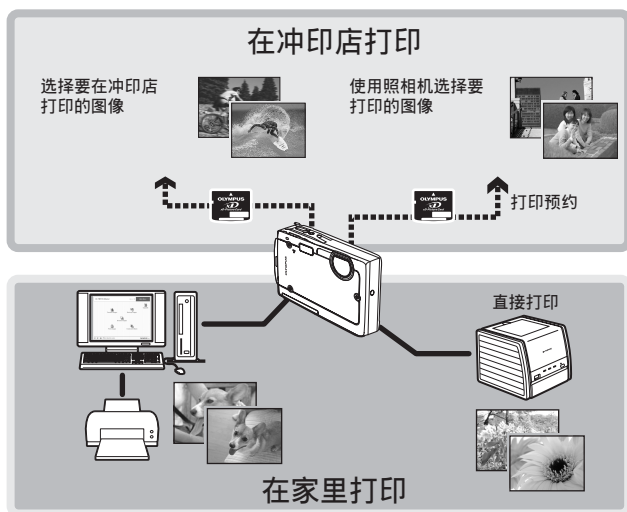 在冲印店打印
选择要在冲印店
打印的图像
使用照相机选择要
打印的图像
OLYMPUS
xD
OLYMPUS
xD
打印预约
OLYMPUS
直接打印
在家里打印